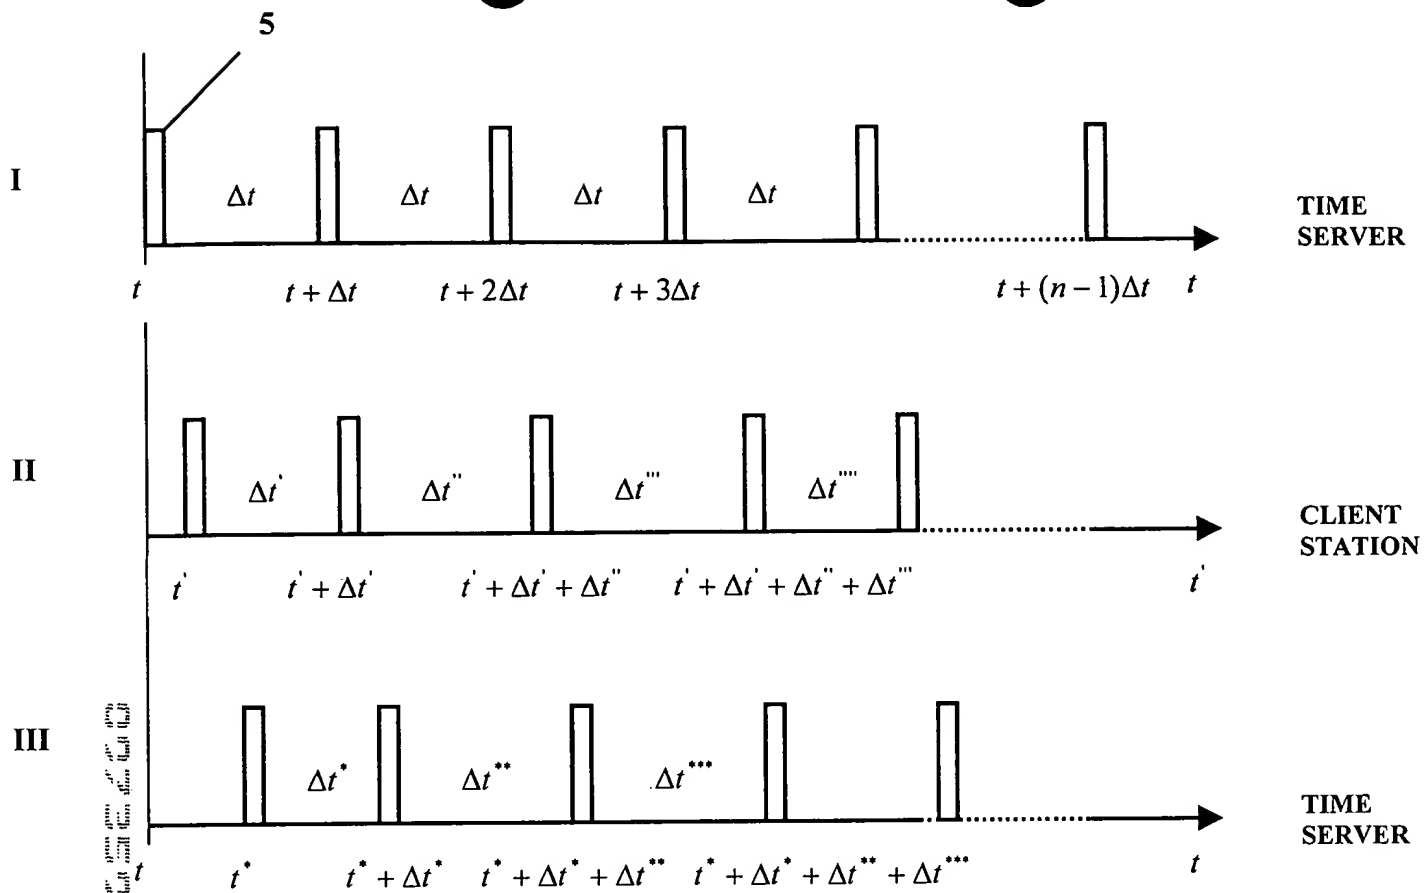 5
I
Δt Δt Δt Δt
TIME
SERVER
t t + Δt t + 2Δt t + 3Δt t + (n − 1)Δt t
II
Δt' Δt'' Δt''' Δt''''
CLIENT
STATION
t' t' + Δt' t' + Δt' + Δt'' t' + Δt' + Δt'' + Δt''' t'
III
Δt* Δt** Δt***
TIME
SERVER
t t* t* + Δt* t* + Δt* + Δt** t* + Δt* + Δt** + Δt*** t